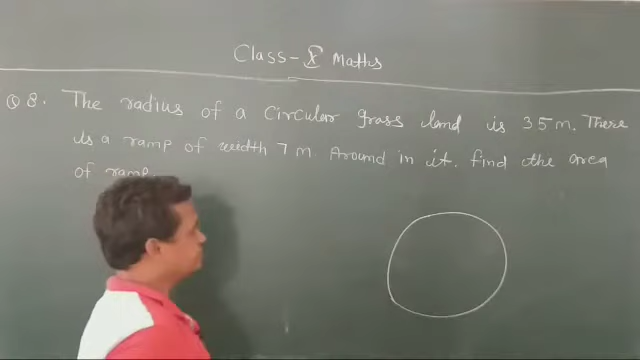 Class - X Maths
Q 8. The radius of a circular grass land is 35 m. There
is a ramp of width 7 m. Around in it. find the area
of ramp